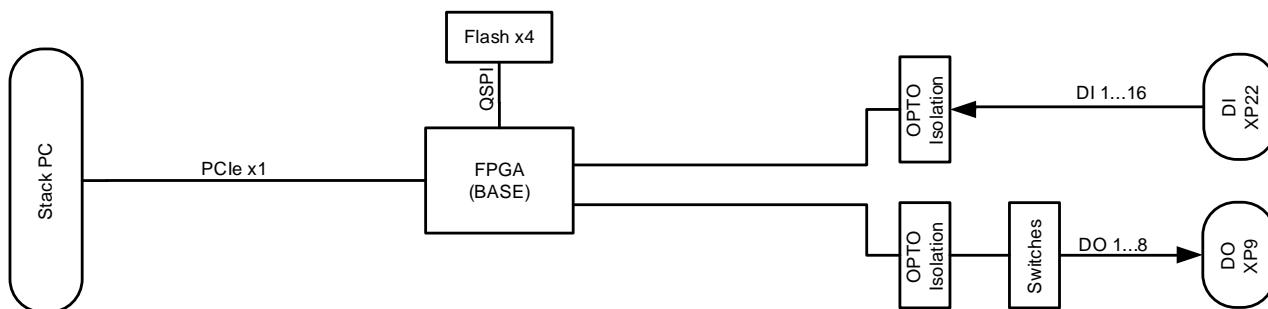 Flash x4
QSPI
Stack PC
PCIe x1
FPGA
(BASE)
OPTO
Isolation
DI 1...16
DI
XP22
OPTO
Isolation
Switches
DO 1...8
DO
XP9